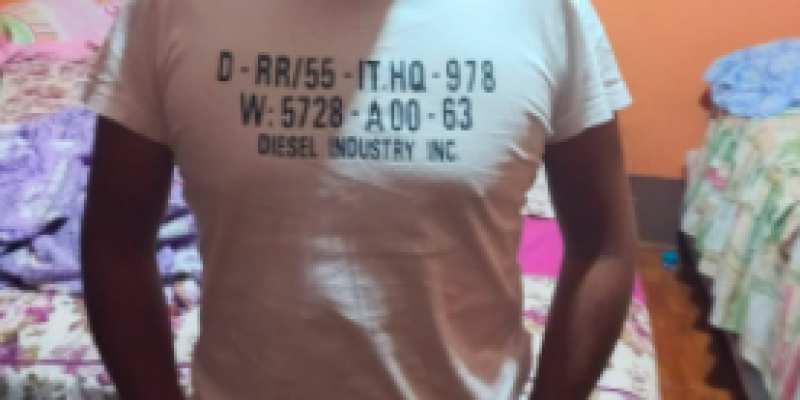 D-RR/55-IT.HQ-978
W:5728-A00-63
DIESEL INDUSTRY INC.